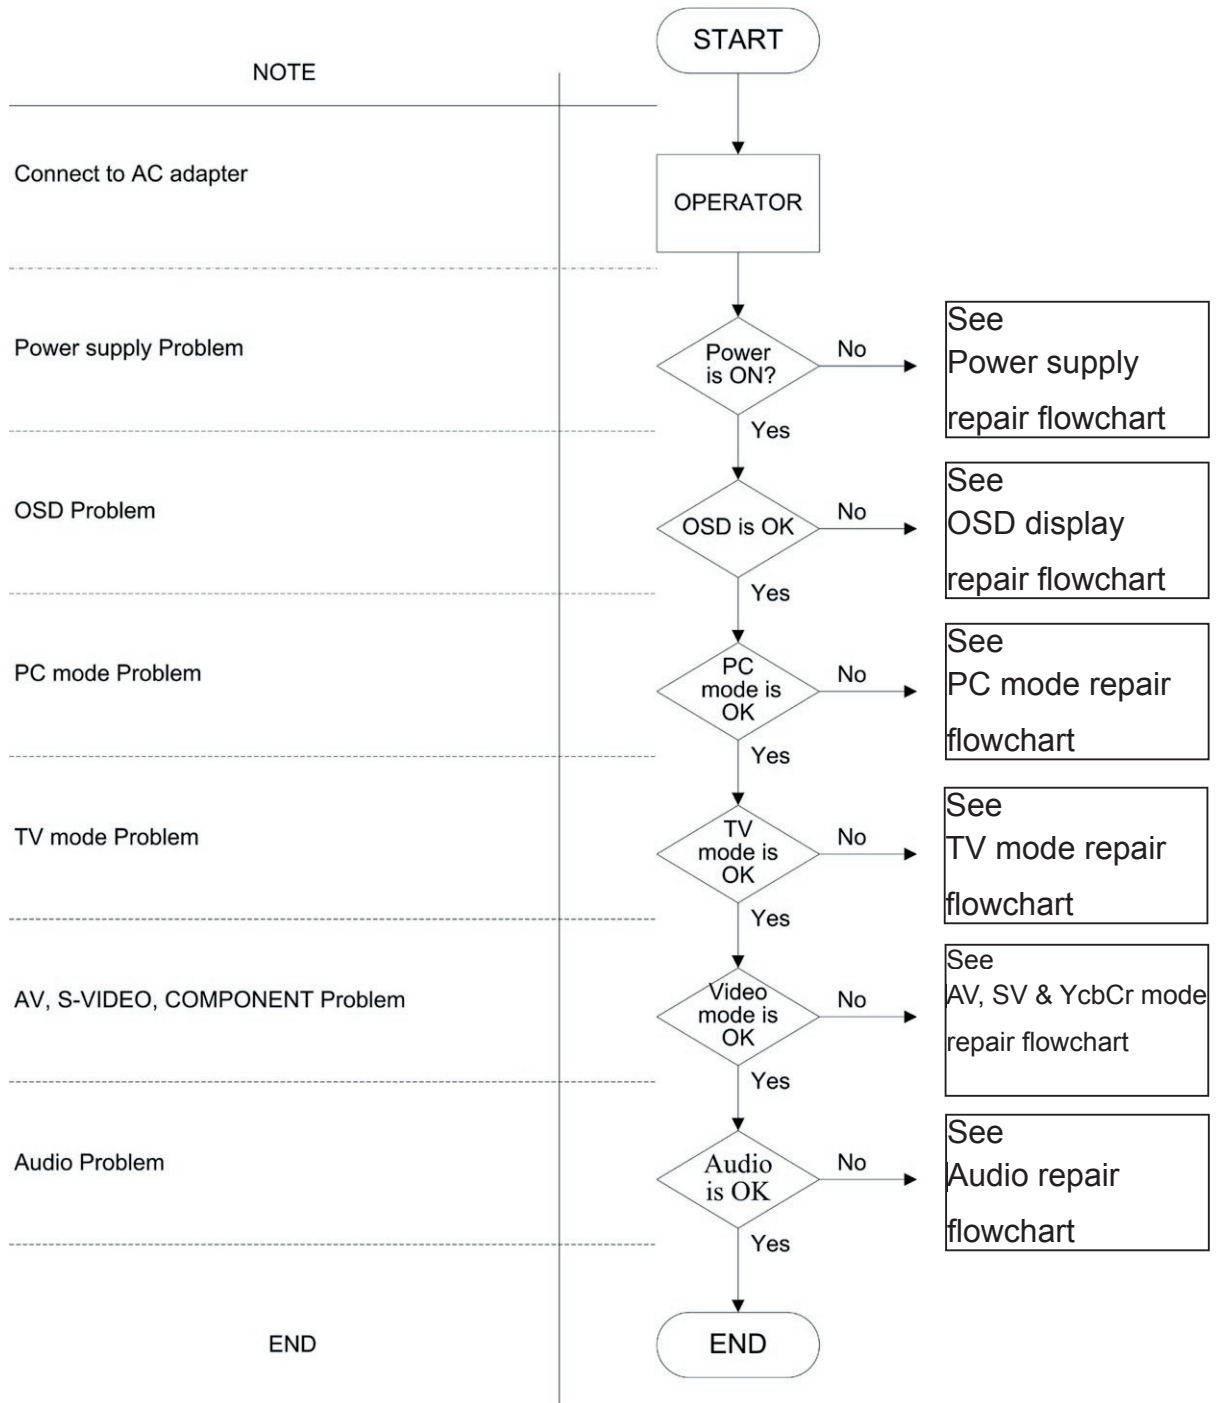 START
NOTE
Connect to AC adapter
OPERATOR
Power supply Problem
Power
is ON?
No
See
Power supply
repair flowchart
Yes
OSD Problem
OSD is OK
No
See
OSD display
repair flowchart
Yes
PC mode Problem
PC
mode is
OK
No
See
PC mode repair
flowchart
Yes
TV mode Problem
TV
mode is
OK
No
See
TV mode repair
flowchart
Yes
AV, S-VIDEO, COMPONENT Problem
Video
mode is
OK
No
See
AV, SV & YcbCr mode
repair flowchart
Yes
Audio Problem
Audio
is OK
No
See
Audio repair
flowchart
Yes
END
END